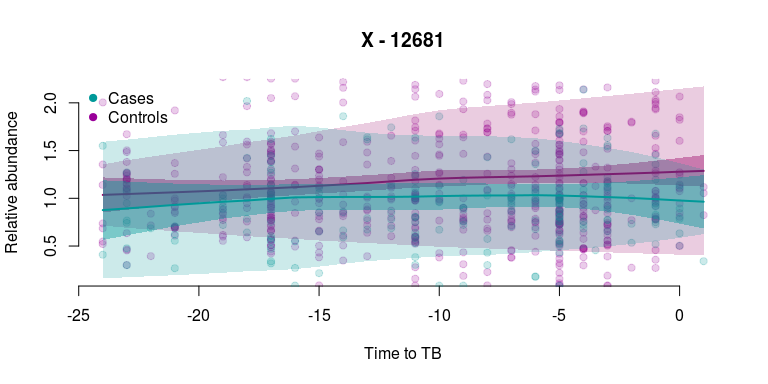 X - 12681
Cases
Controls
Relative abundance
2.0
1.5
1.0
0.5
-25 -20 -15 -10 -5 0
Time to TB